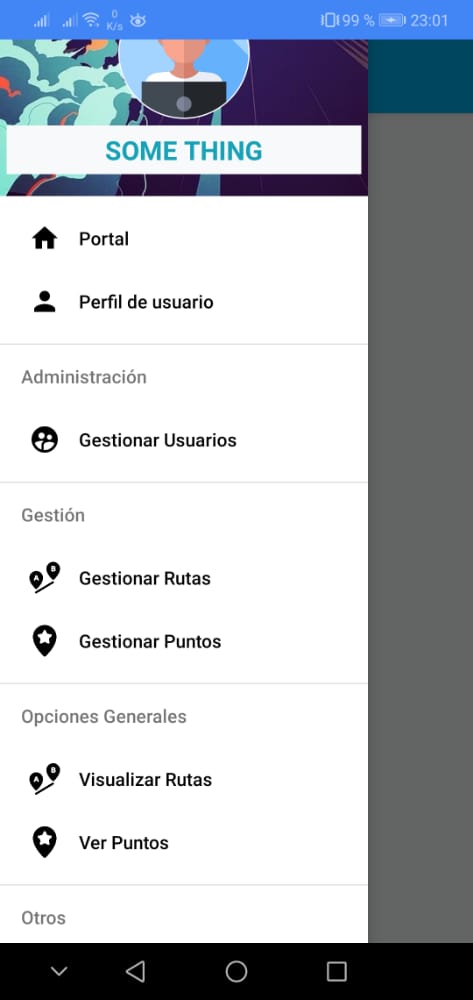 0
K/s
99 %
23:01
SOME THING
Portal
Perfil de usuario
Administración
Gestionar Usuarios
Gestión
A B
Gestionar Rutas
Gestionar Puntos
Opciones Generales
A B
Visualizar Rutas
Ver Puntos
Otros